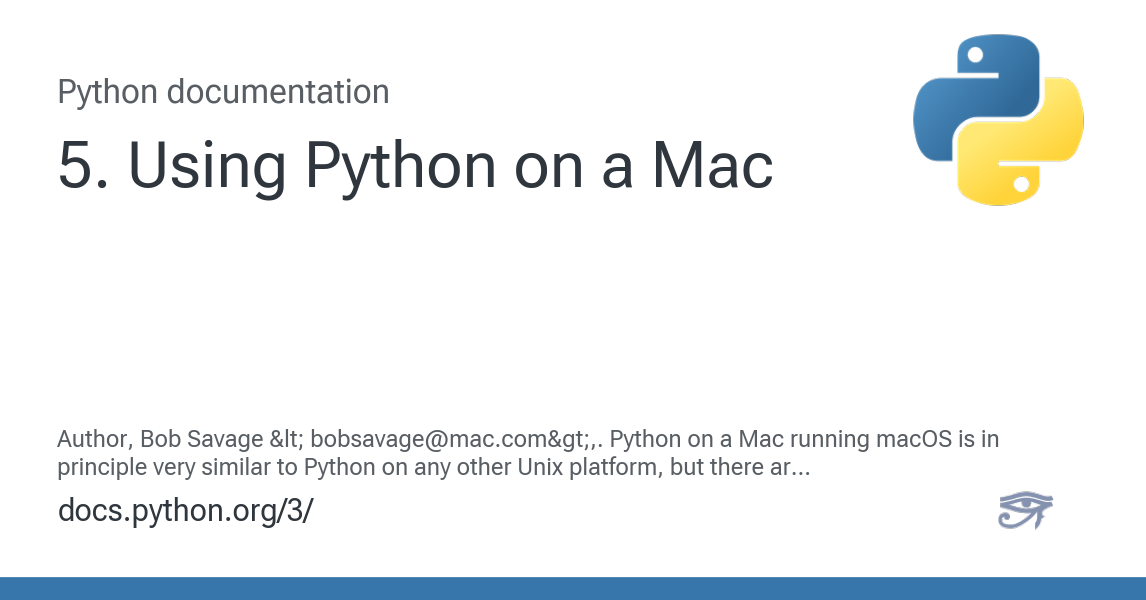 Python documentation
5. Using Python on a Mac
Author, Bob Savage &lt; bobsavage@mac.com&gt;,. Python on a Mac running macOS is in
principle very similar to Python on any other Unix platform, but there ar...
docs.python.org/3/